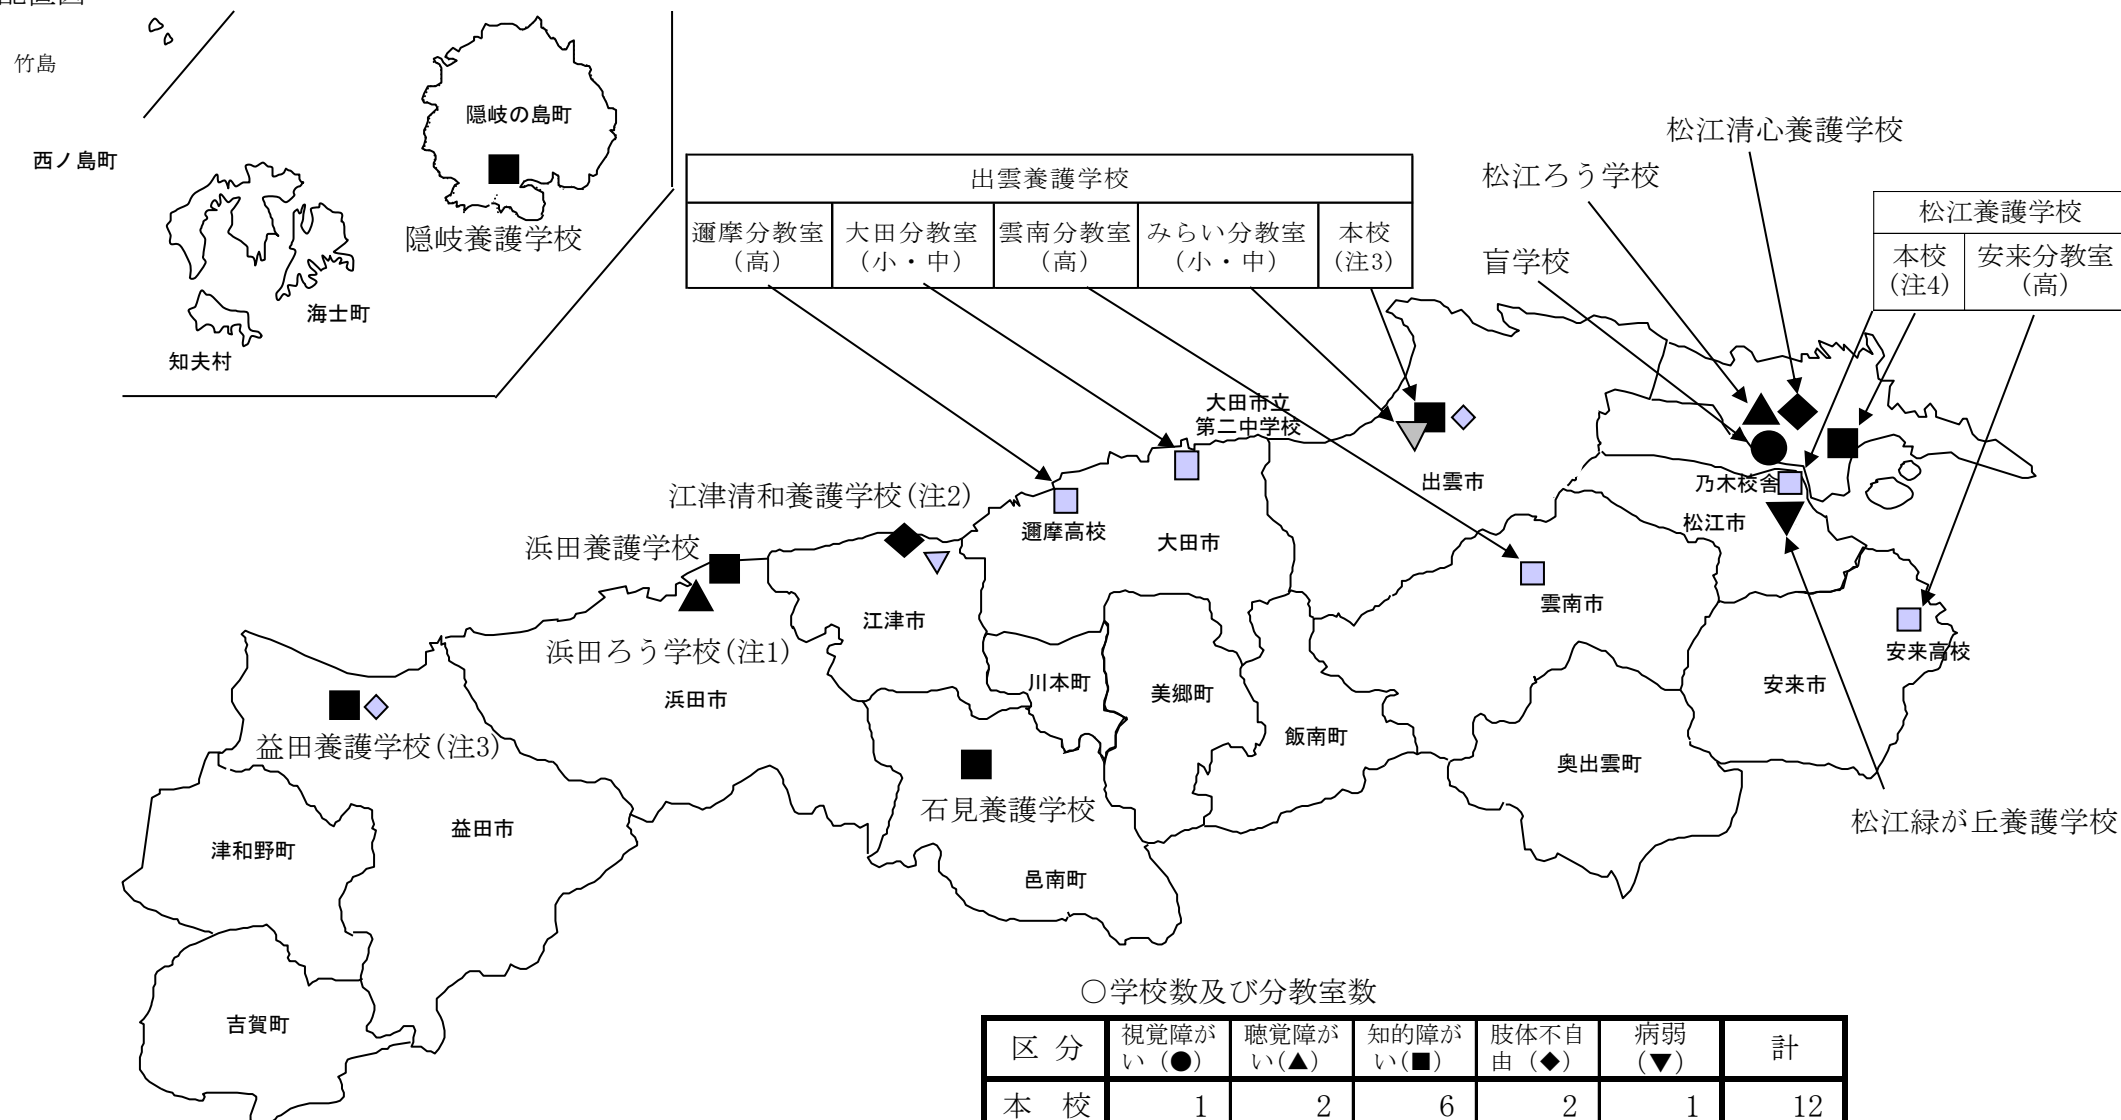 竹島
西ノ島町
隠岐の島町
隠岐養護学校
海士町
知夫村
出雲養護学校
邇摩分教室
(高)
大田分教室
(小・中)
雲南分教室
(高)
みらい分教室
(小・中)
本校
(注3)
松江清心養護学校
松江ろう学校
盲学校
松江養護学校
本校
(注4)
安来分教室
(高)
大田市立
第二中学校
出雲市
乃木校舎
松江市
江津清和養護学校(注2)
邇摩高校
大田市
浜田養護学校
雲南市
江津市
浜田ろう学校(注1)
安来高校
浜田市
川本町
美郷町
安来市
益田養護学校(注3)
飯南町
奥出雲町
石見養護学校
松江緑が丘養護学校
益田市
津和野町
邑南町
吉賀町
○学校数及び分教室数
区 分
視覚障が
い(●)
聴覚障が
い(▲)
知的障が
い(■)
肢体不自
由(◆)
病弱
(▼)
計
本 校 1 2 6 2 1 12